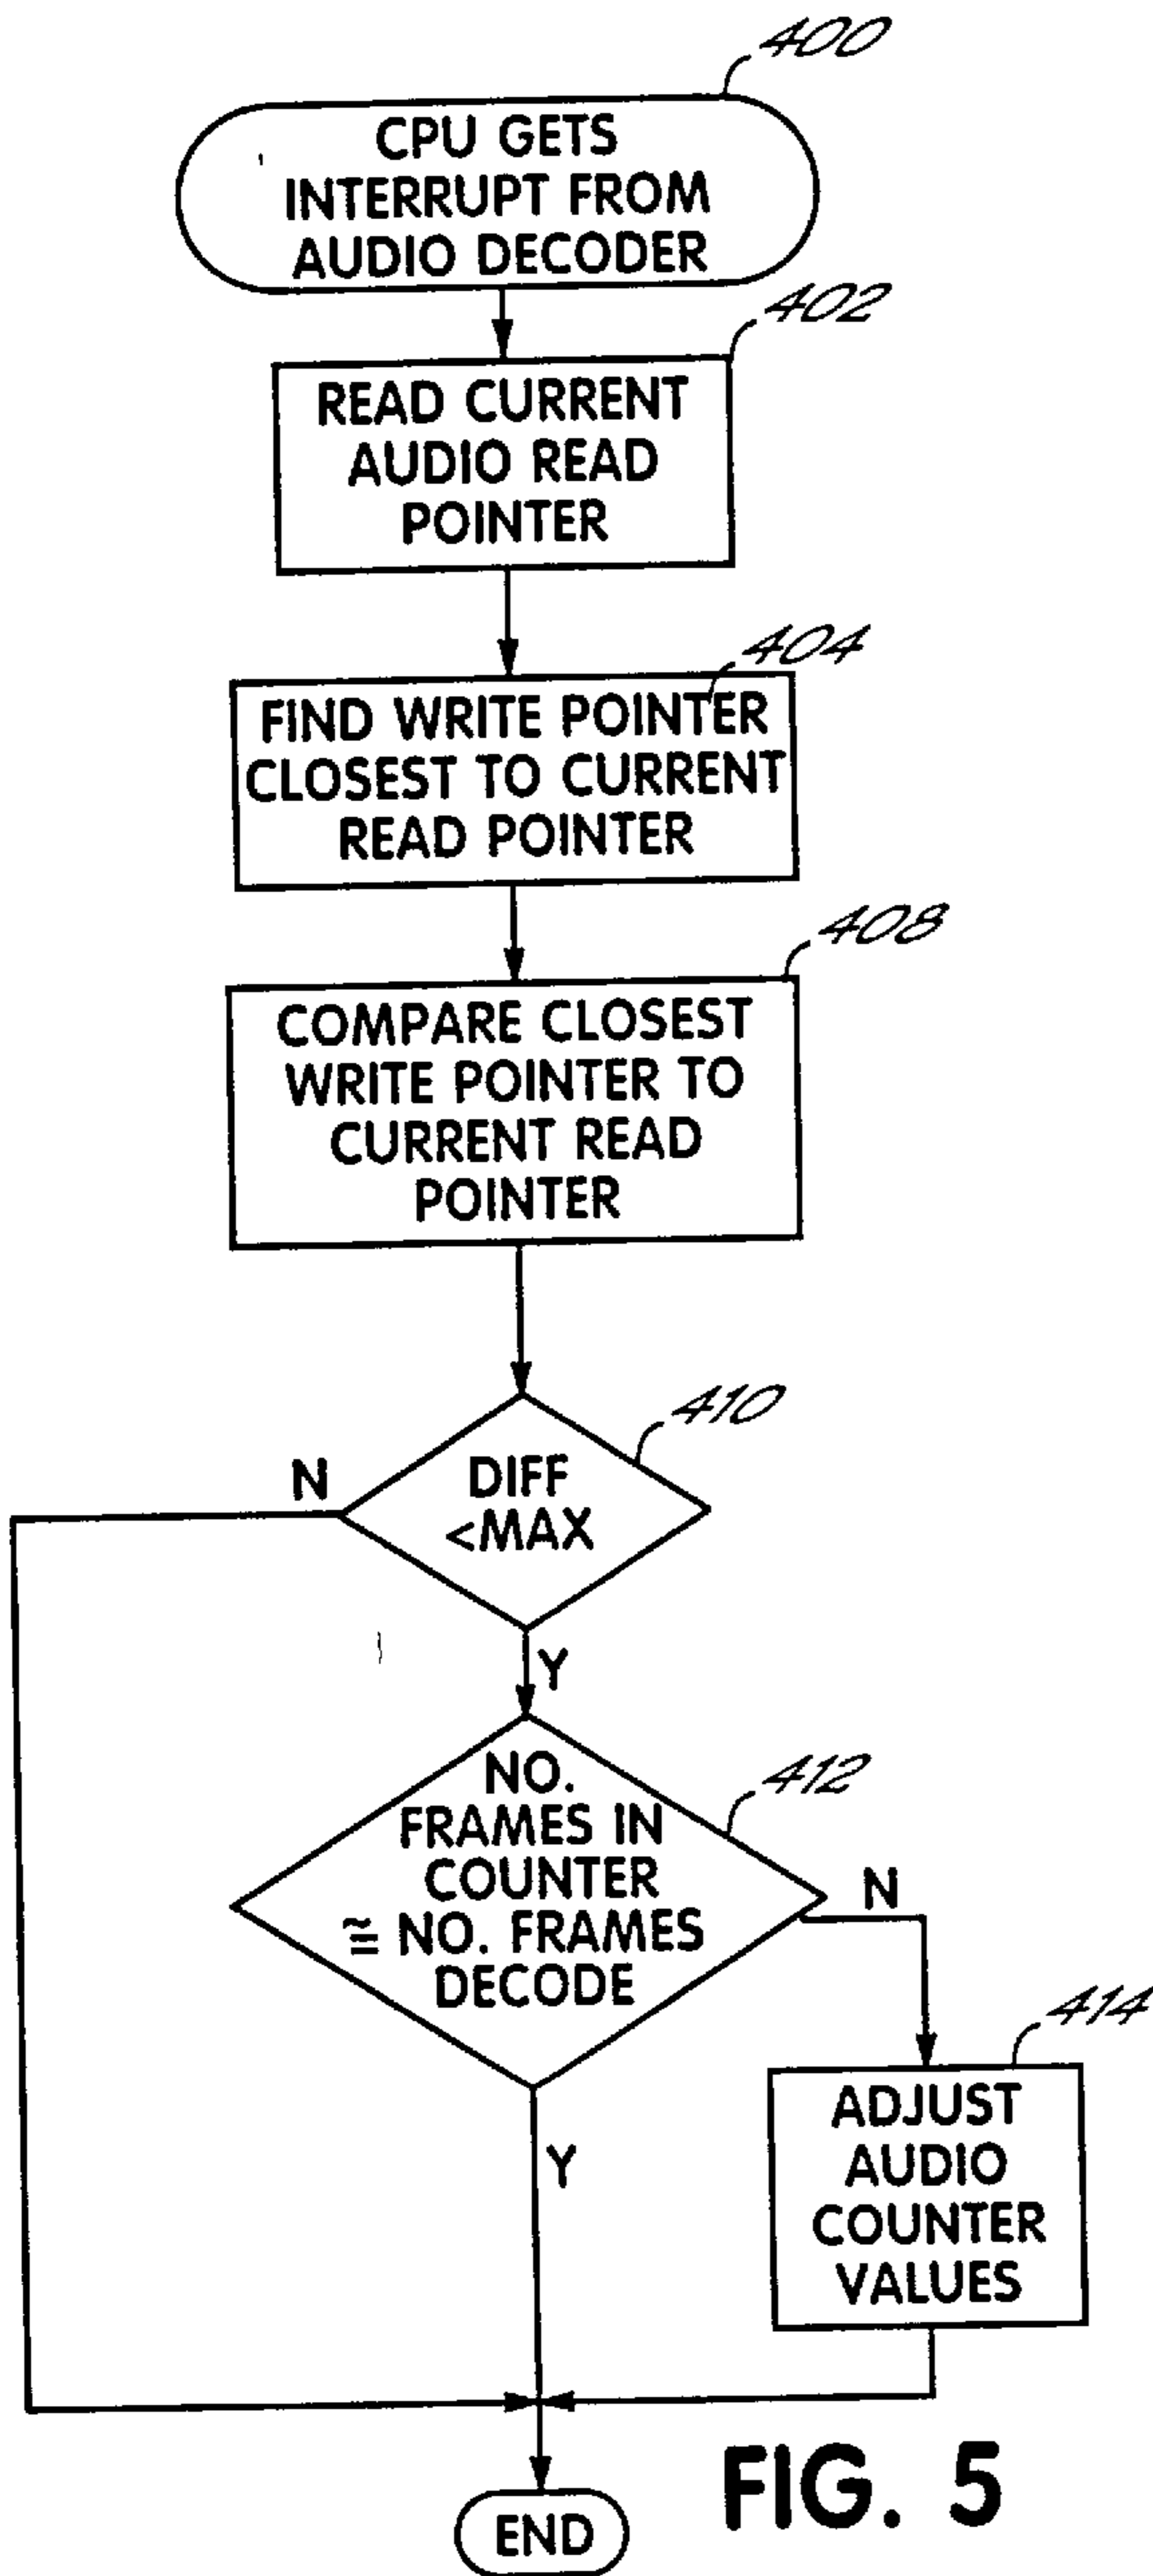 400
CPU GETS
INTERRUPT FROM
AUDIO DECODER
402
READ CURRENT
AUDIO READ
POINTER
404
FIND WRITE POINTER
CLOSEST TO CURRENT
READ POINTER
408
COMPARE CLOSEST
WRITE POINTER TO
CURRENT READ
POINTER
410
N
DIFF
<MAX
Y
412
NO.
FRAMES IN
COUNTER
≅ NO. FRAMES
DECODE
N
414
ADJUST
AUDIO
COUNTER
VALUES
Y
END
FIG. 5